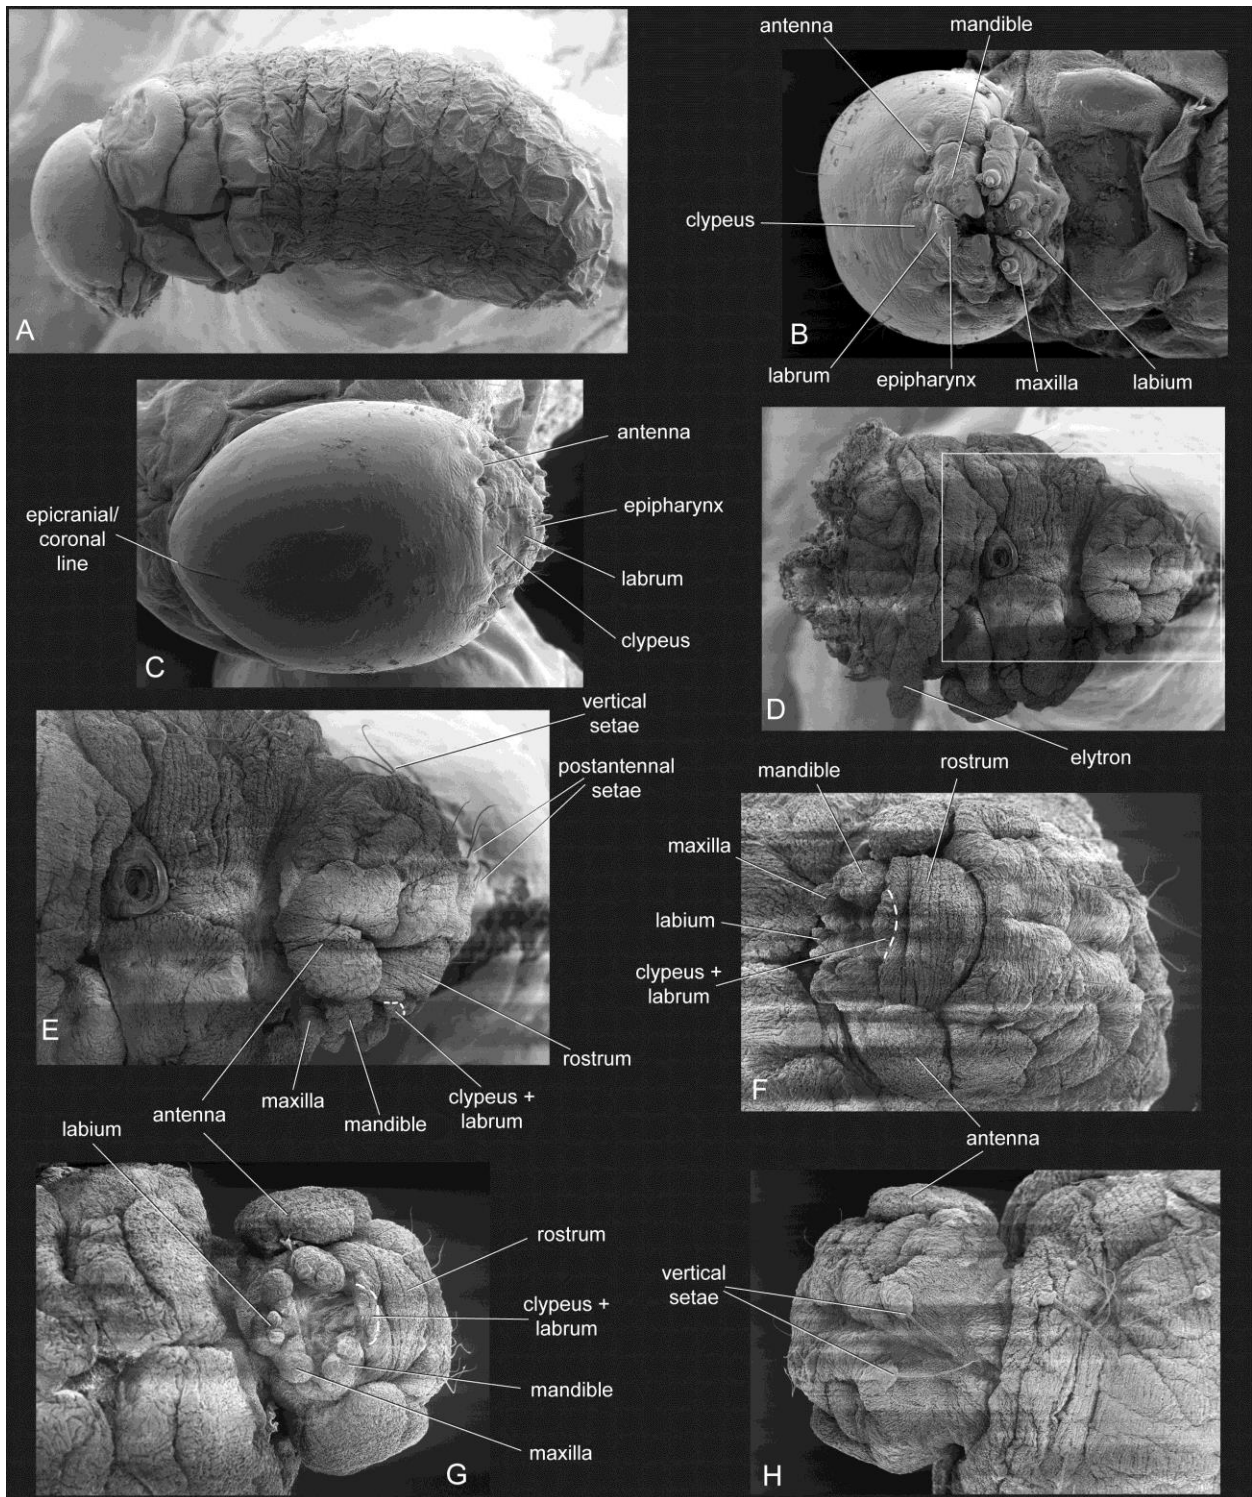 A
antenna
mandible
clypeus
B
labrum
epipharynx
maxilla
labium
antenna
epicranial/
coronal
line
epipharynx
labrum
clypeus
C
D
elytron
vertical
setae
postantennal
setae
E
rostrum
maxilla
mandible
clypeus +
labrum
antenna
mandible
rostrum
maxilla
labium
clypeus +
labrum
F
antenna
labium
rostrum
clypeus +
labrum
mandible
maxilla
G
vertical
setae
H